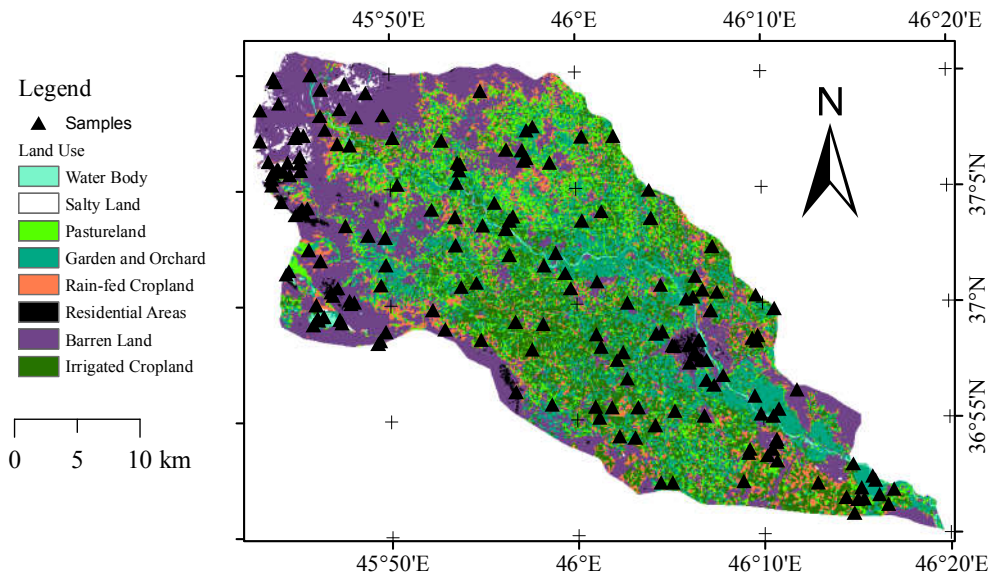 45°50'E 46°E 46°10'E 46°20'E
Legend
Samples
Land Use
Water Body
Salty Land
Pastureland
Garden and Orchard
Rain-fed Cropland
Residential Areas
Barren Land
Irrigated Cropland
0 5 10 km
N
37°5'N
37°N
36°55'N
45°50'E 46°E 46°10'E 46°20'E